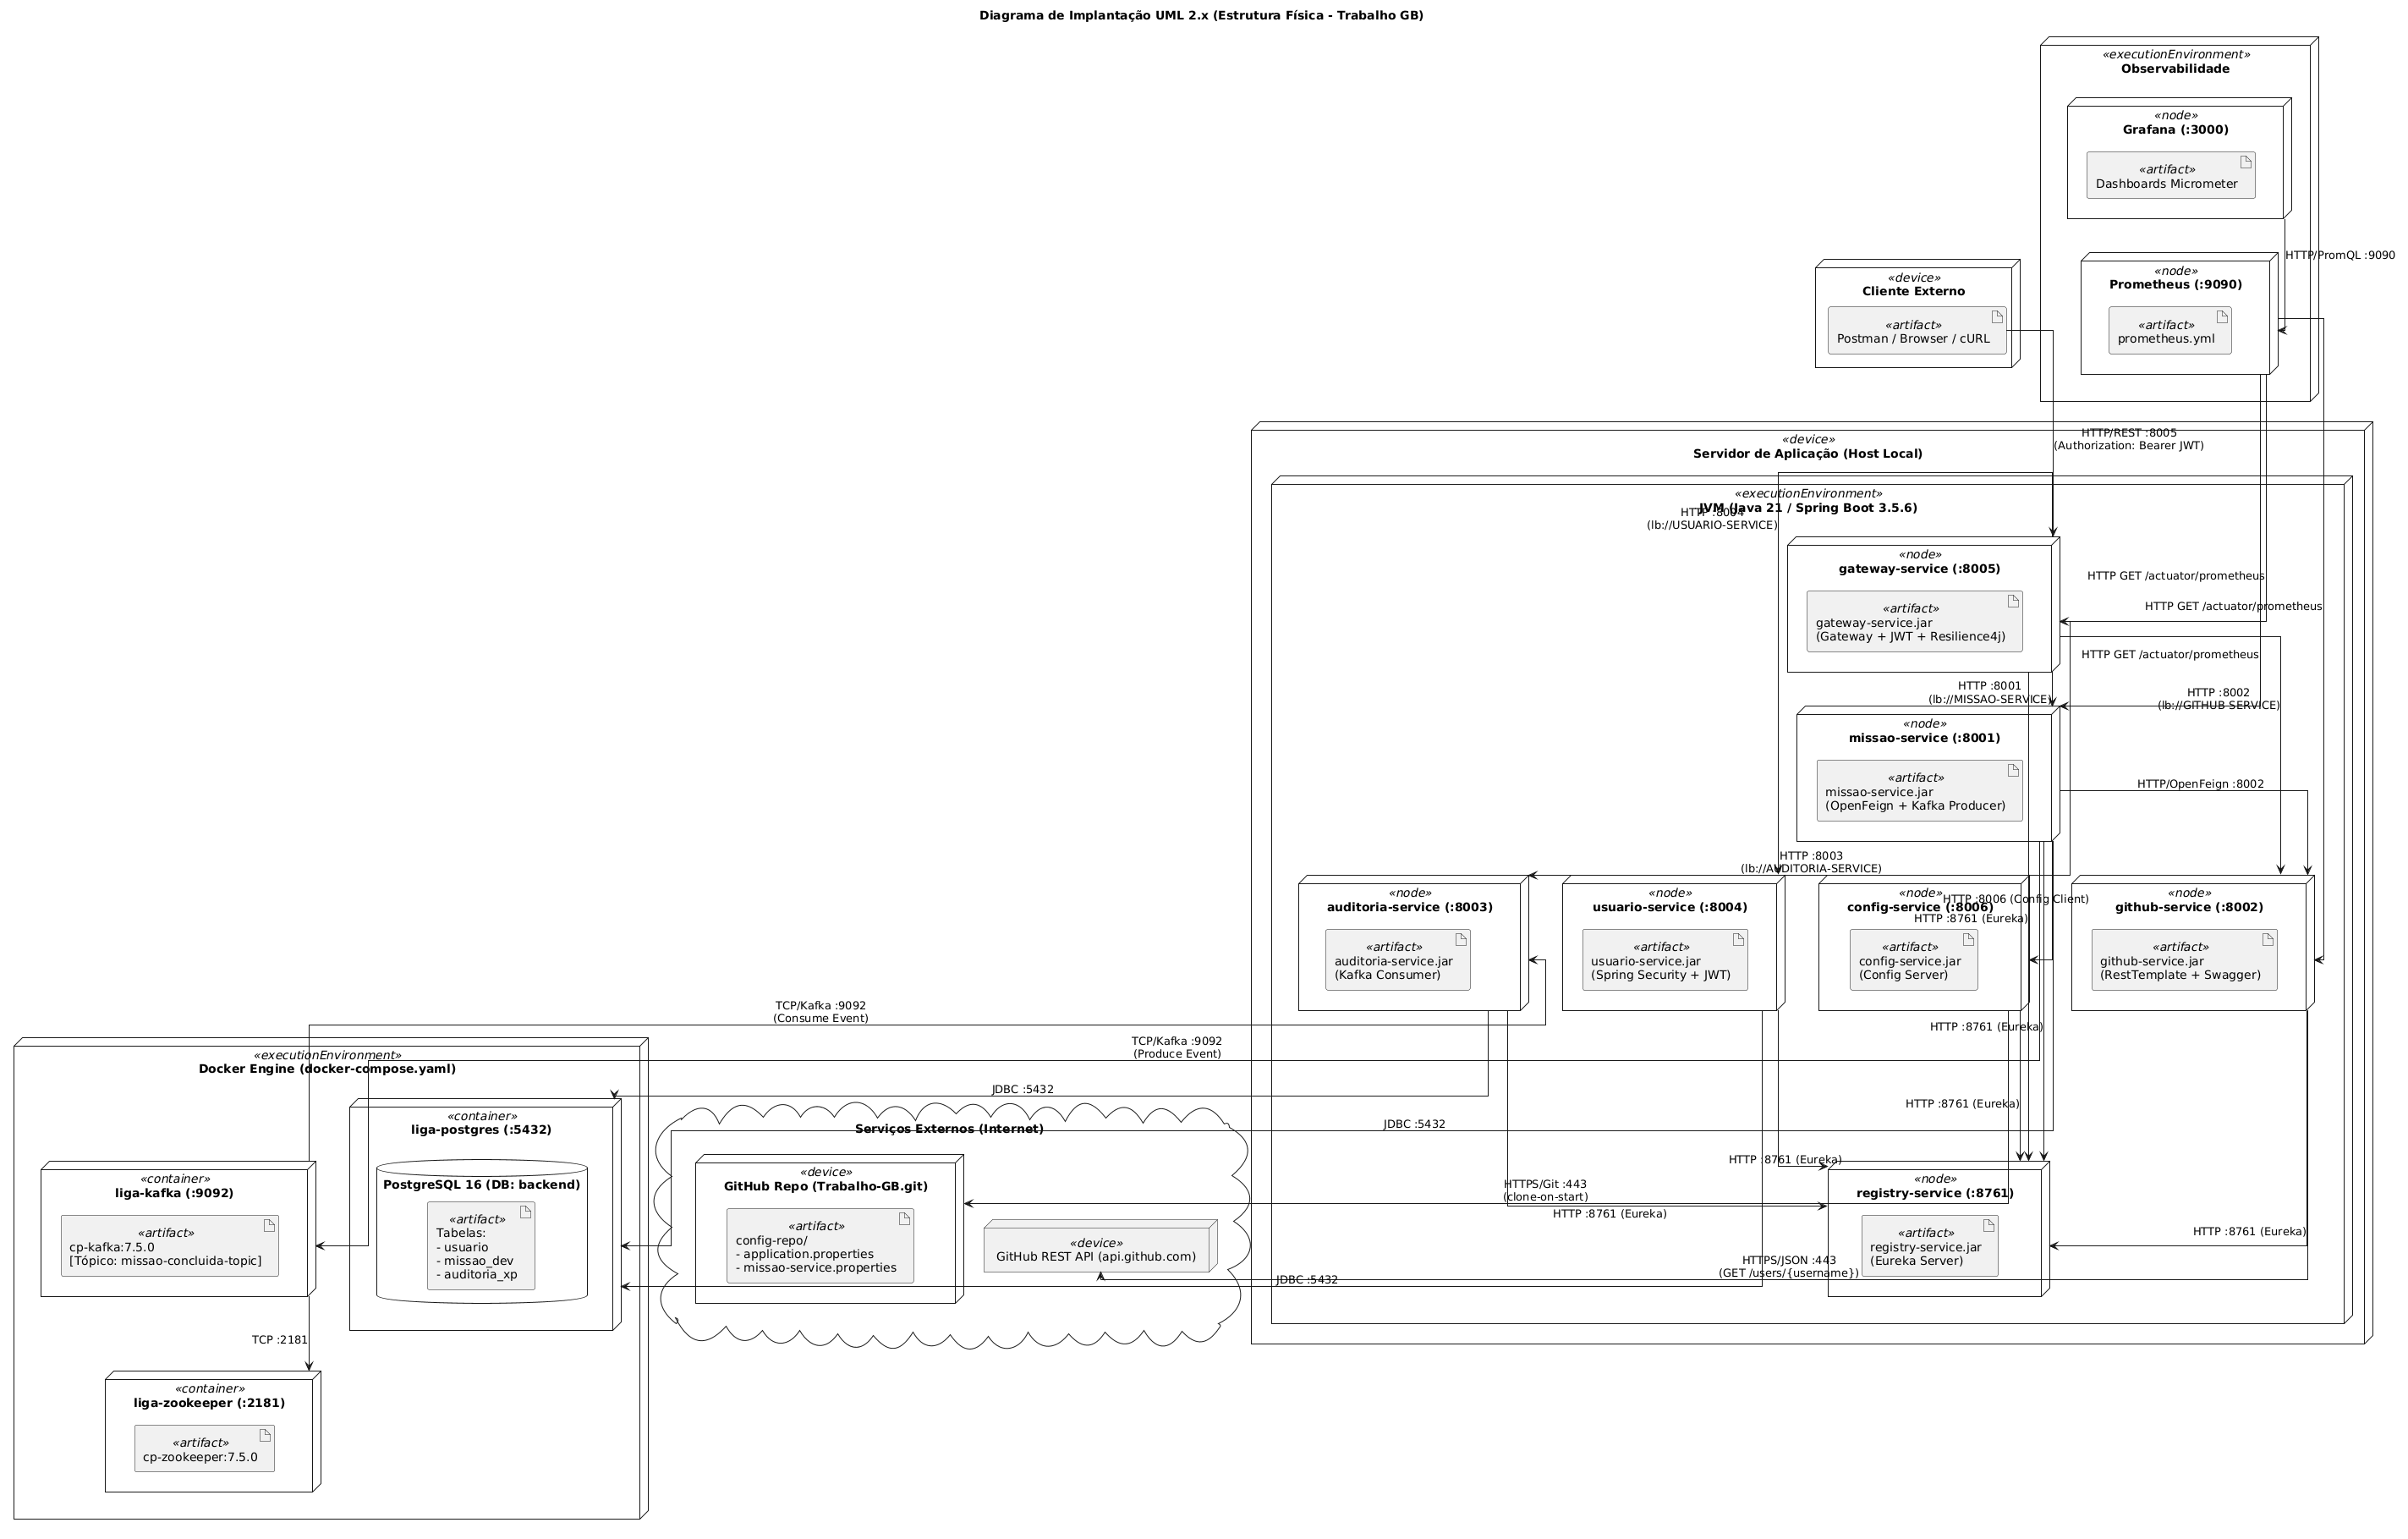 Diagrama de Implantação UML 2.x (Estrutura Física - Trabalho GB)
«executionEnvironment»
Observabilidade
«node»
Grafana (:3000)
«artifact»
Dashboards Micrometer
HTTP/PromQL :9090
«node»
Prometheus (:9090)
«artifact»
prometheus.yml
«device»
Cliente Externo
«artifact»
Postman / Browser / cURL
HTTP/REST :8005
(Authorization: Bearer JWT)
«device»
Servidor de Aplicação (Host Local)
«executionEnvironment»
JVM (Java 21 / Spring Boot 3.5.6)
HTTP :8004
(lb://USUARIO-SERVICE)
«node»
gateway-service (:8005)
«artifact»
gateway-service.jar
(Gateway + JWT + Resilience4j)
HTTP GET /actuator/prometheus
HTTP GET /actuator/prometheus
HTTP GET /actuator/prometheus
HTTP :8001
(lb://MISSAO-SERVICE)
HTTP :8002
(lb://GITHUB-SERVICE)
«node»
missao-service (:8001)
«artifact»
missao-service.jar
(OpenFeign + Kafka Producer)
HTTP/OpenFeign :8002
HTTP :8003
(lb://AUDITORIA-SERVICE)
«node»
auditoria-service (:8003)
«artifact»
auditoria-service.jar
(Kafka Consumer)
«node»
usuario-service (:8004)
«artifact»
usuario-service.jar
(Spring Security + JWT)
«node»
config-service (:8006)
«artifact»
config-service.jar
(Config Server)
HTTP :8006 (Config Client)
HTTP :8761 (Eureka)
«node»
github-service (:8002)
«artifact»
github-service.jar
(RestTemplate + Swagger)
TCP/Kafka :9092
(Consume Event)
TCP/Kafka :9092
(Produce Event)
HTTP :8761 (Eureka)
JDBC :5432
HTTP :8761 (Eureka)
JDBC :5432
HTTP :8761 (Eureka)
HTTPS/Git :443
(clone-on-start)
HTTP :8761 (Eureka)
HTTP :8761 (Eureka)
HTTPS/JSON :443
(GET /users/{username})
JDBC :5432
«executionEnvironment»
Docker Engine (docker-compose.yaml)
«container»
liga-postgres (:5432)
PostgreSQL 16 (DB: backend)
«artifact»
Tabelas:
- usuario
- missao_dev
- auditoria_xp
«container»
liga-kafka (:9092)
«artifact»
cp-kafka:7.5.0
[Tópico: missao-concluida-topic]
TCP :2181
«container»
liga-zookeeper (:2181)
«artifact»
cp-zookeeper:7.5.0
Serviços Externos (Internet)
«device»
GitHub Repo (Trabalho-GB.git)
«artifact»
config-repo/
- application.properties
- missao-service.properties
«device»
GitHub REST API (api.github.com)
«node»
registry-service (:8761)
«artifact»
registry-service.jar
(Eureka Server)